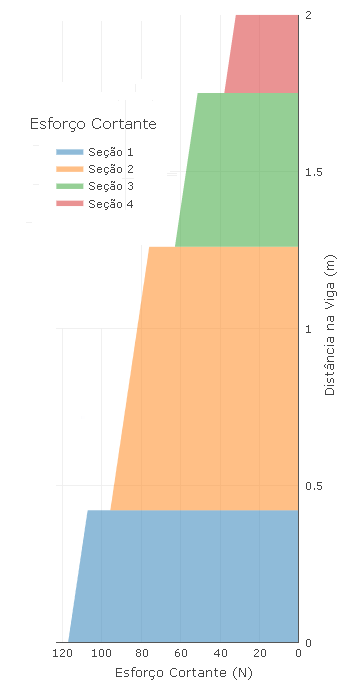 2
Esforço Cortante
Seção 1
Seção 2
Seção 3
Seção 4
1.5
1
0.5
0
Distância na Viga (m)
120 100 80 60 40 20 0
Esforço Cortante (N)